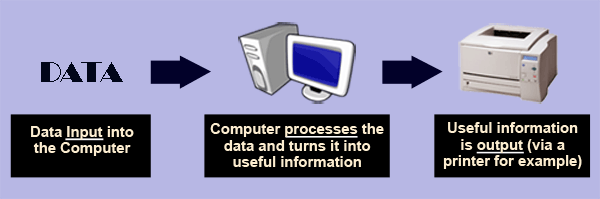 DATA
Data Input into
the Computer
Computer processes the
data and turns it into
useful information
Useful information
is output (via a
printer for example)